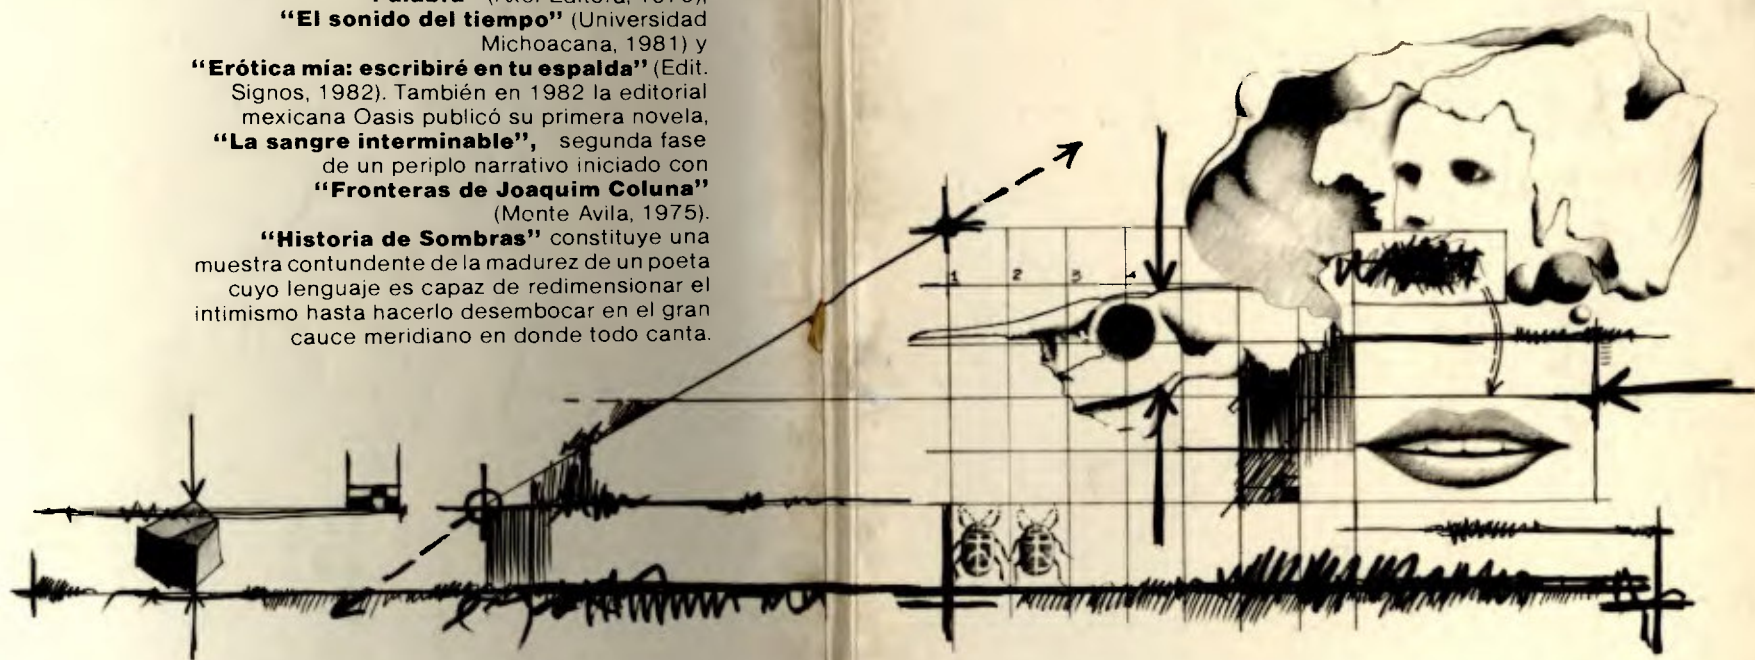 "El sonido del tiempo" (Universidad
Michoacana, 1981) y
"Erótica mía: escribiré en tu espalda" (Edit.
Signos, 1982). También en 1982 la editorial
mexicana Oasis publicó su primera novela,
"La sangre interminable", segunda fase
de un periplo narrativo iniciado con
"Fronteras de Joaquim Coluna"
(Monte Avila, 1975).
"Historia de Sombras" constituye una
muestra contundente de la madurez de un poeta
cuyo lenguaje es capaz de redimensionar el
intimismo hasta hacerlo desembocar en el gran
cauce meridiano en donde todo canta.
1 2 3 4